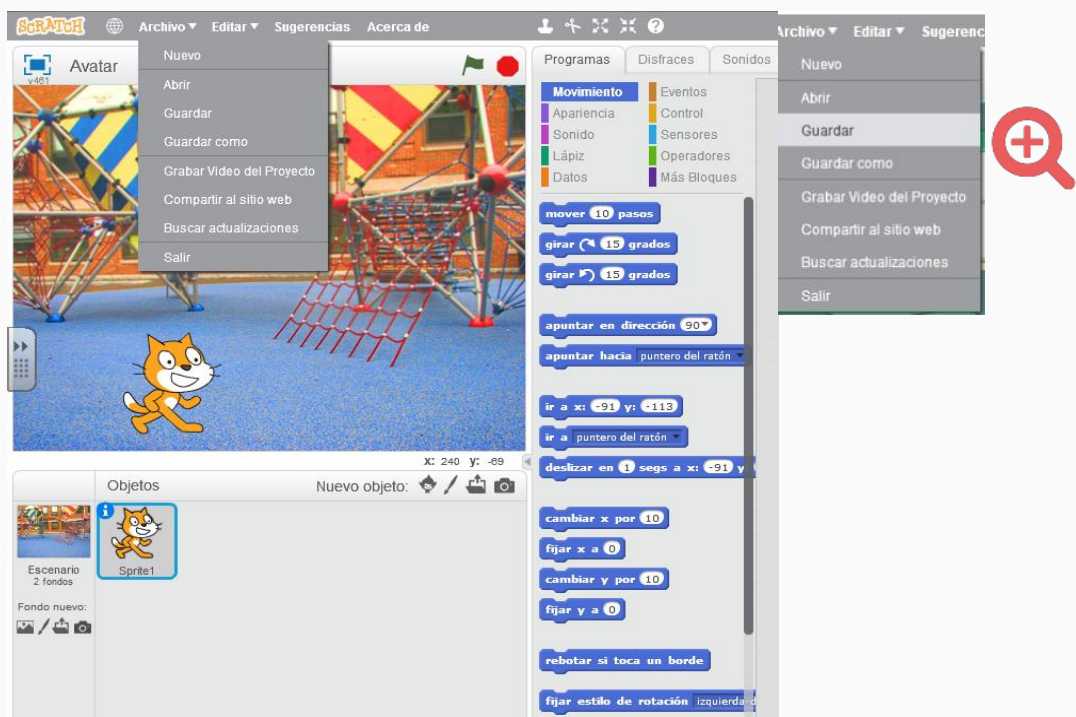 SCRATCH Archivo Editar Sugerencias Acerca de
Nuevo
Abrir
Guardar
Guardar como
Grabar Video del Proyecto
Compartir al sitio web
Buscar actualizaciones
Salir
Avatar
v461
X: 240 y: -69
Objetos Nuevo objeto:
Escenario
2 fondos
Fondo nuevo:
Sprite1
Programas Disfraces Sonidos
Movimiento Eventos
Apariencia Control
Sonido Sensores
Lápiz Operadores
Datos Más Bloques
mover 10 pasos
girar 15 grados
girar 15 grados
apuntar en dirección 90
apuntar hacia puntero del ratón
ir a x: -91 y: -113
ir a puntero del ratón
deslizar en 1 segs a x: -91 y
cambiar x por 10
fijar x a 0
cambiar y por 10
fijar y a 0
rebotar si toca un borde
fijar estilo de rotación izquierda-d
Archivo Editar Sugerenc
Nuevo
Abrir
Guardar
Guardar como
Grabar Video del Proyecto
Compartir al sitio web
Buscar actualizaciones
Salir